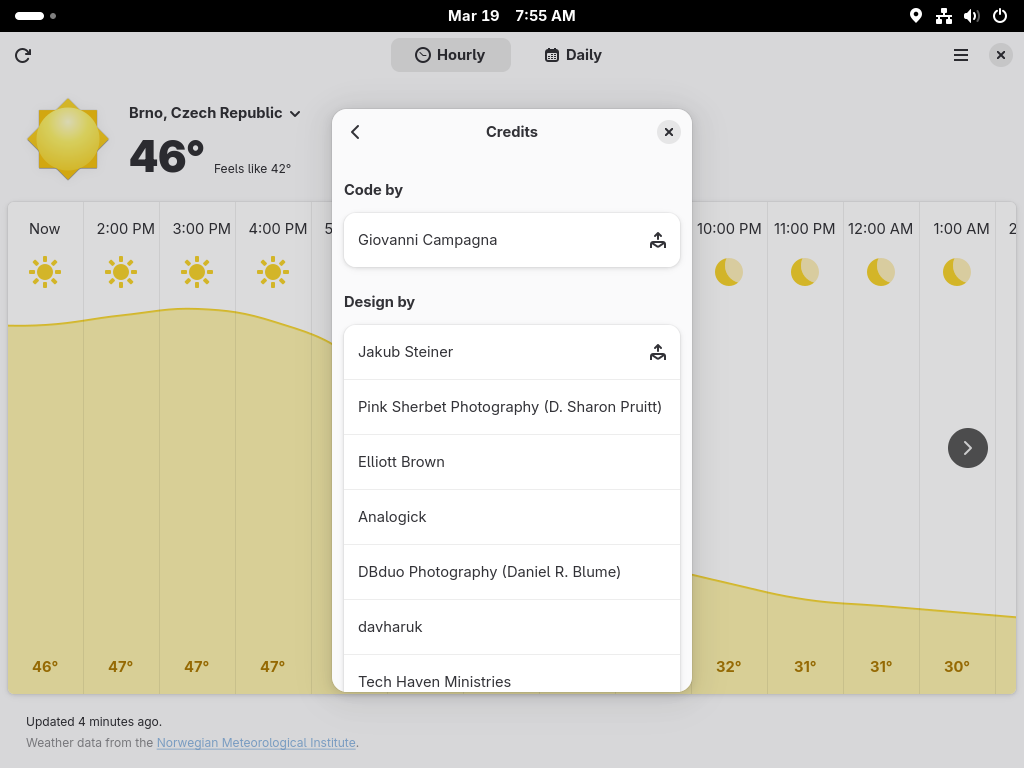 Mar 19 7:55 AM
Hourly
Daily
Brno, Czech Republic
46°
Feels like 42°
Credits
Code by
Giovanni Campagna
Design by
Jakub Steiner
Pink Sherbet Photography (D. Sharon Pruitt)
Elliott Brown
Analogick
DBduo Photography (Daniel R. Blume)
davharuk
Tech Haven Ministries
Now 2:00 PM 3:00 PM 4:00 PM 5 10:00 PM 11:00 PM 12:00 AM 1:00 AM 2
46° 47° 47° 47° 32° 31° 31° 30°
Updated 4 minutes ago.
Weather data from the Norwegian Meteorological Institute.